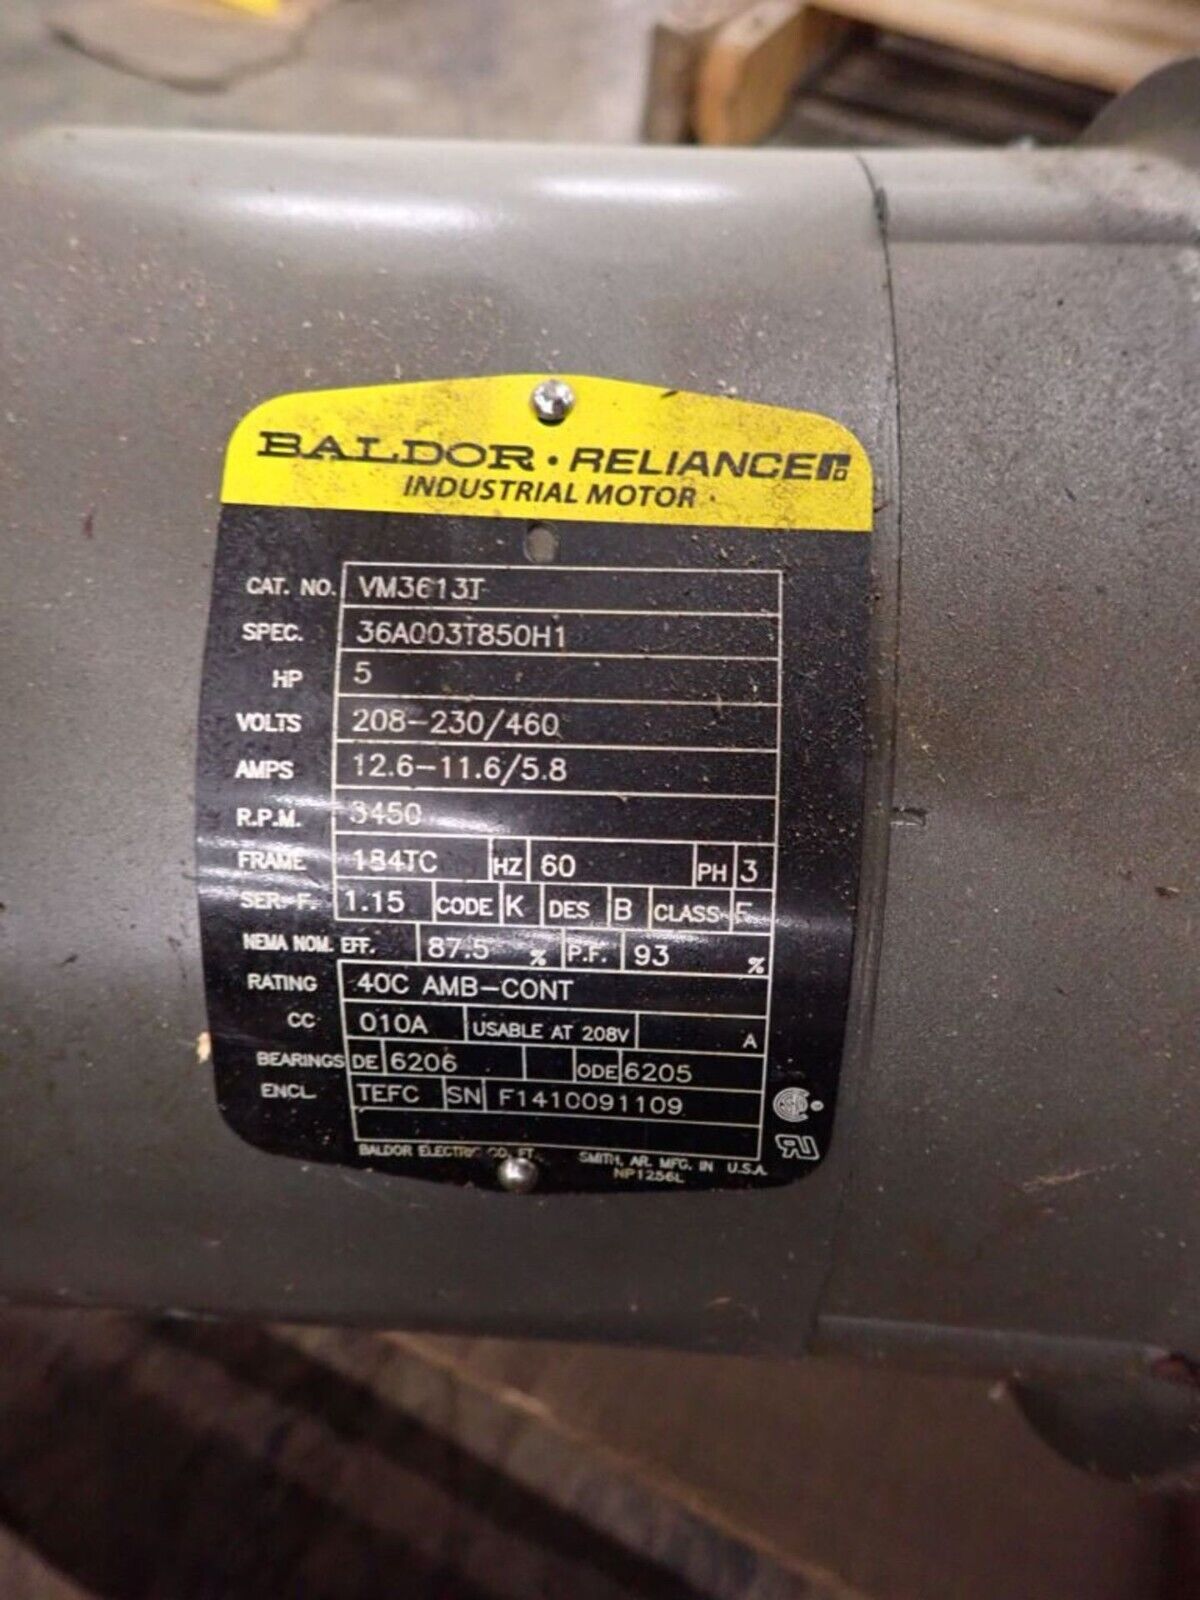 BALDOR • RELIANCE
INDUSTRIAL MOTOR
CAT. NO. VM3613T
SPEC. 36A003T850H1
HP 5
VOLTS 208-230/460
AMPS 12.6-11.6/5.8
R.P.M. 3450
FRAME 184TC HZ 60 PH 3
SER. F. 1.15 CODE K DES B CLASS F
NEMA NOM. EFF. 87.5 % P.F. 93 %
RATING 40C AMB-CONT
CC 010A USABLE AT 208V A
BEARINGS DE 6206 ODE 6205
ENCL. TEFC SN F1410091109
BALDOR ELECTRIC CO. FT. SMITH, AR. MFG. IN U.S.A.
NP1256L